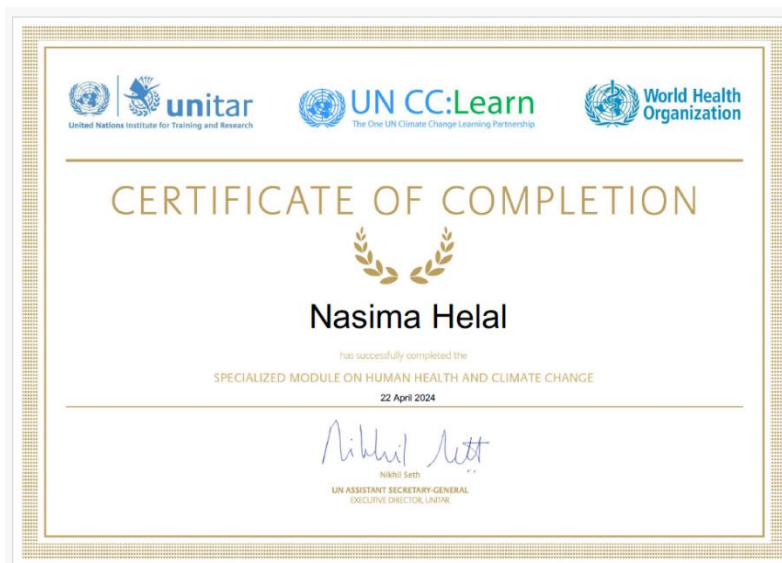 unitar
United Nations Institute for Training and Research
UN CC:Learn
The One UN Climate Change Learning Partnership
World Health
Organization
CERTIFICATE OF COMPLETION
Nasima Helal
has successfully completed the
SPECIALIZED MODULE ON HUMAN HEALTH AND CLIMATE CHANGE
22 April 2024
Nikhil Seth
Nikhil Seth
UN ASSISTANT SECRETARY-GENERAL
EXECUTIVE DIRECTOR, UNITAR